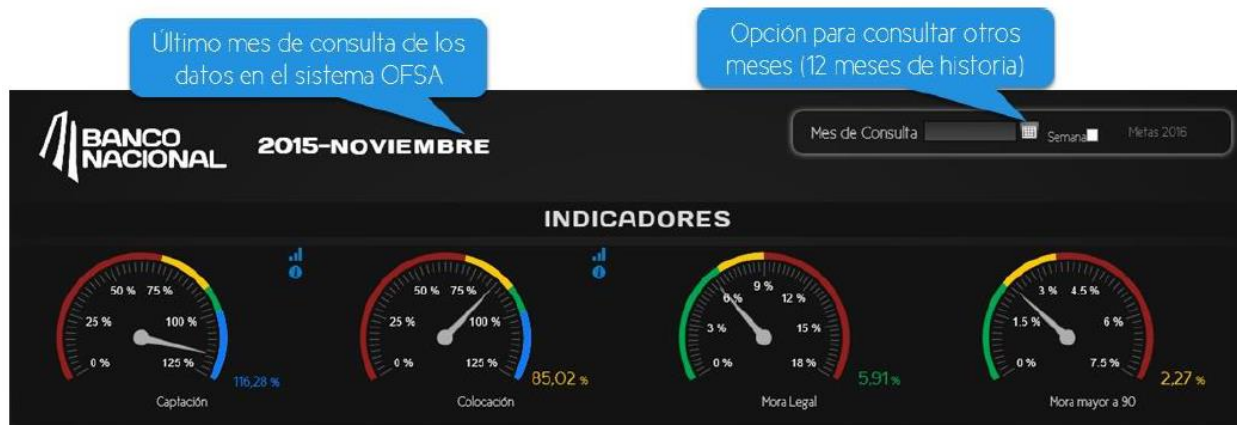 Último mes de consulta de los
datos en el sistema OFSA
Opción para consultar otros
meses (12 meses de historia)
BANCO
NACIONAL
2015-NOVIEMBRE
Mes de Consulta
Semana
Metas 2016
INDICADORES
0 %
25 %
50 %
75 %
100 %
125 %
116,28 %
Captación
0 %
25 %
50 %
75 %
100 %
125 %
85,02 %
Colocación
0 %
3 %
6 %
9 %
12 %
15 %
18 %
5,91 %
Mora Legal
0 %
1.5 %
3 %
4.5 %
6 %
7.5 %
2,27 %
Mora mayor a 90